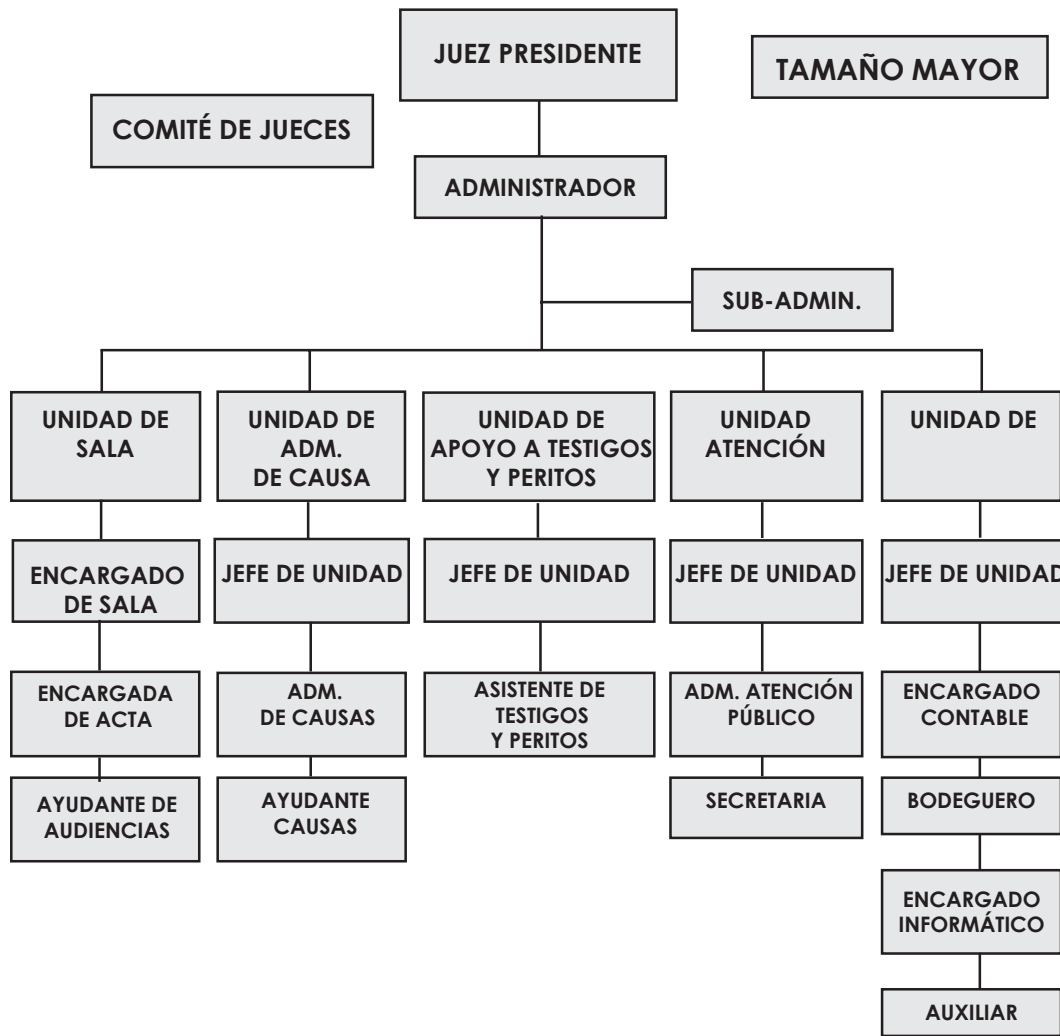 JUEZ PRESIDENTE
TAMAÑO MAYOR
COMITÉ DE JUECES
ADMINISTRADOR
SUB-ADMIN.
UNIDAD DE
SALA
UNIDAD DE
ADM.
DE CAUSA
UNIDAD DE
APOYO A TESTIGOS
Y PERITOS
UNIDAD
ATENCIÓN
UNIDAD DE
ENCARGADO
DE SALA
JEFE DE UNIDAD
JEFE DE UNIDAD
JEFE DE UNIDAD
JEFE DE UNIDAD
ENCARGADA
DE ACTA
ADM.
DE CAUSAS
ASISTENTE DE
TESTIGOS
Y PERITOS
ADM. ATENCIÓN
PÚBLICO
ENCARGADO
CONTABLE
AYUDANTE DE
AUDIENCIAS
AYUDANTE
CAUSAS
SECRETARIA
BODEGUERO
ENCARGADO
INFORMÁTICO
AUXILIAR